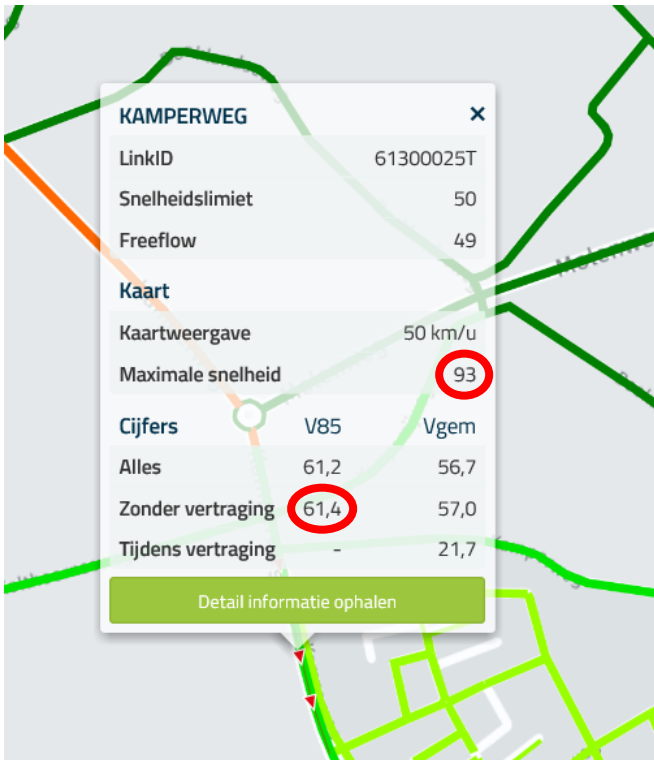 KAMPERWEG ×
LinkID 61300025T
Snelheidslimiet 50
Freeflow 49
Kaart
Kaartweergave 50 km/u
Maximale snelheid 93
Cijfers V85 Vgem
Alles 61,2 56,7
Zonder vertraging 61,4 57,0
Tijdens vertraging - 21,7
Detail informatie ophalen